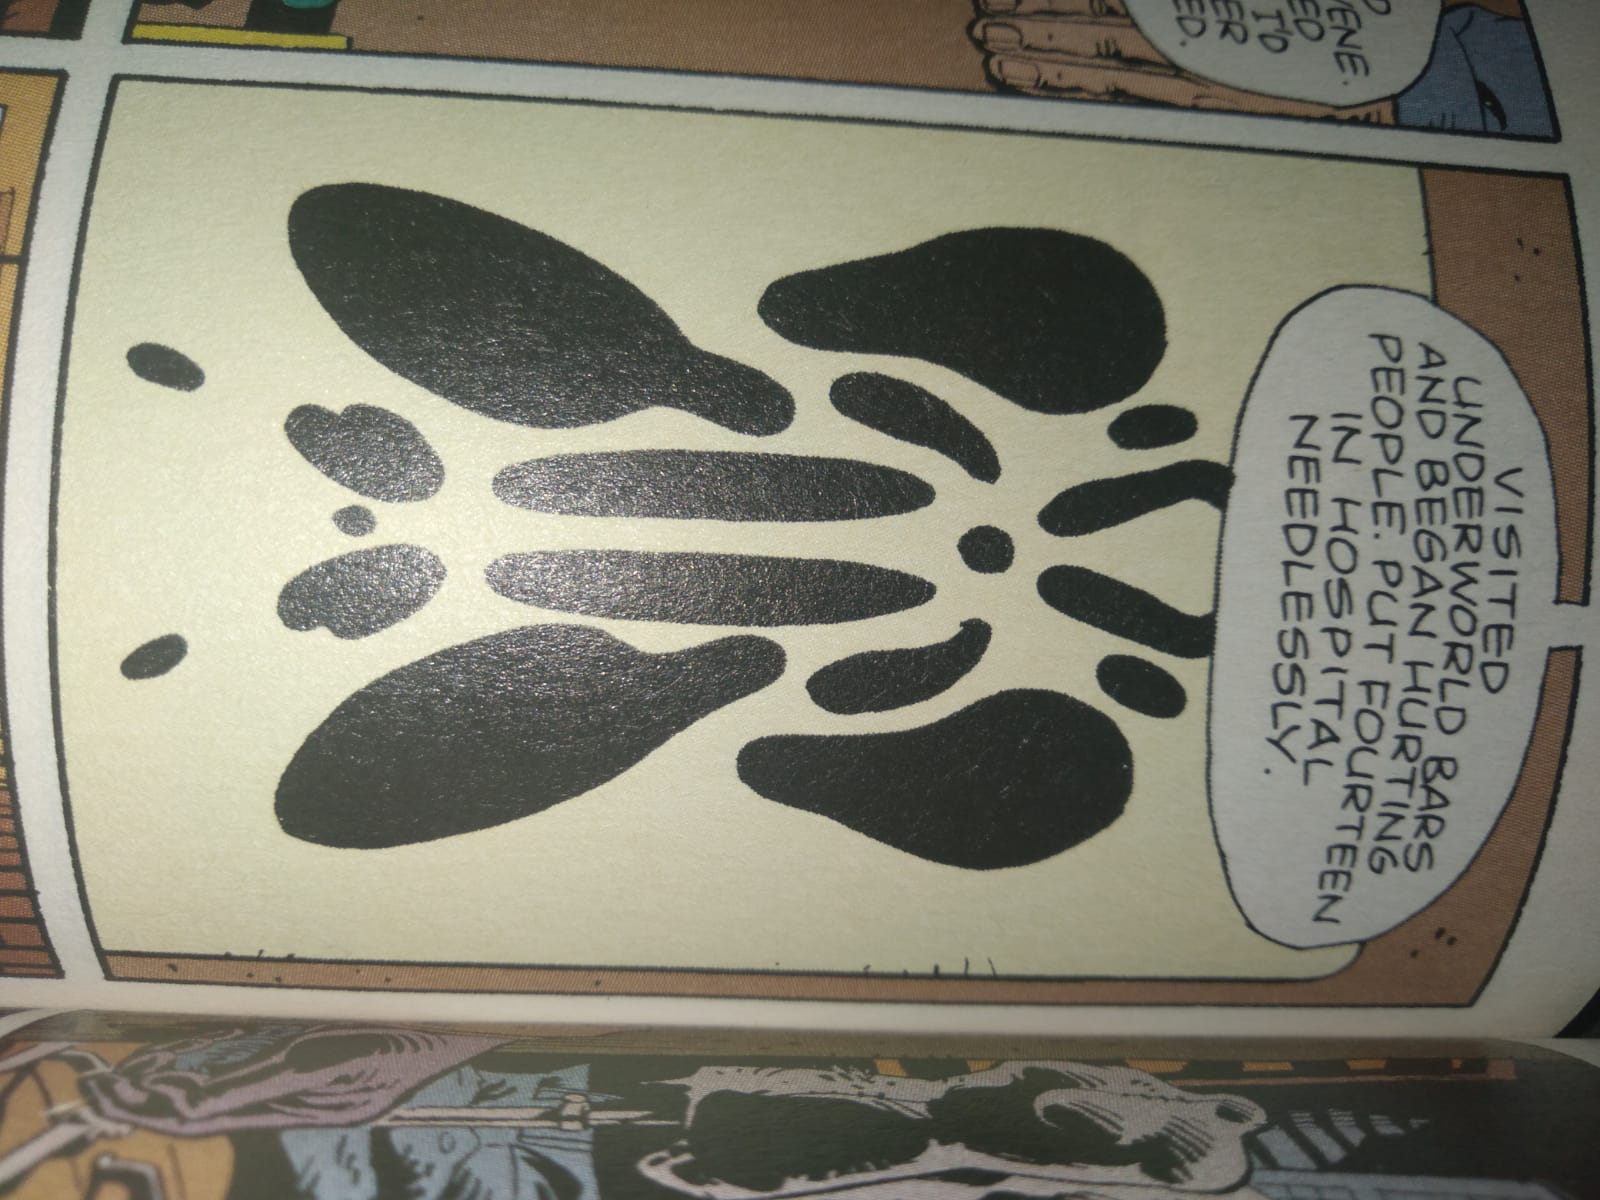 VISITED
UNDERWORLD BARS
AND BEGAN HURTING
PEOPLE. PUT FOURTEEN
IN HOSPITAL
NEEDLESSLY.
I'D